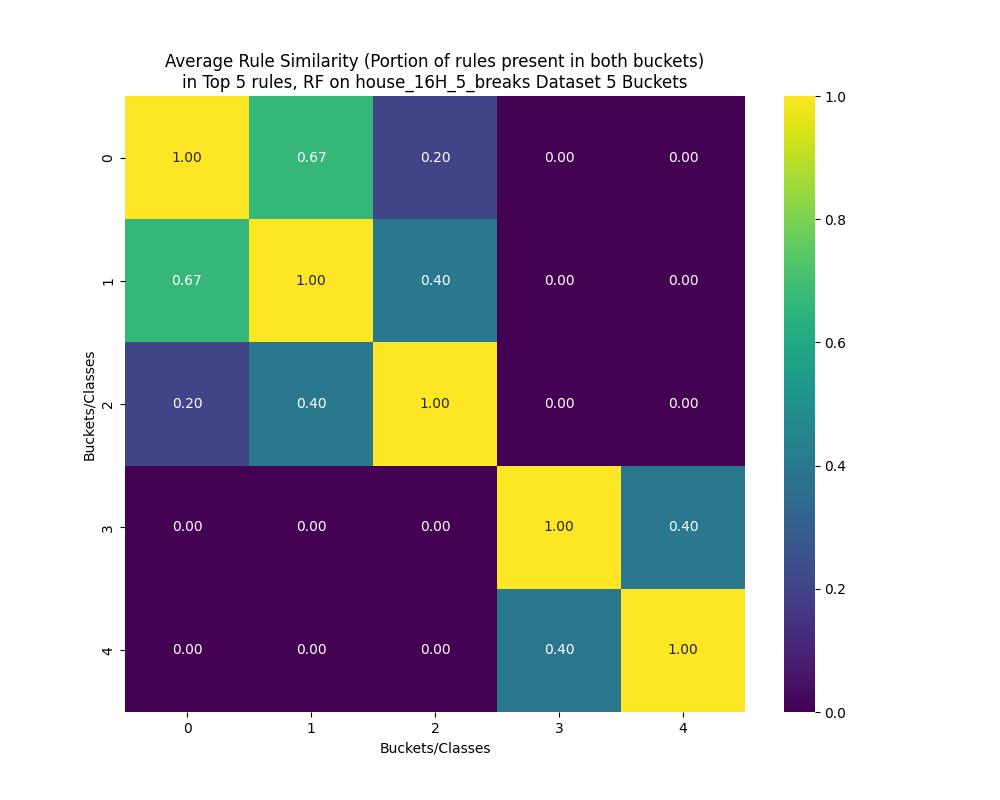 Average Rule Similarity (Portion of rules present in both buckets)
in Top 5 rules, RF on house_16H_5_breaks Dataset 5 Buckets
0 1.00 0.67 0.20 0.00 0.00
1 0.67 1.00 0.40 0.00 0.00
2 0.20 0.40 1.00 0.00 0.00
3 0.00 0.00 0.00 1.00 0.40
4 0.00 0.00 0.00 0.40 1.00
0 1 2 3 4
Buckets/Classes
Buckets/Classes
1.0
0.8
0.6
0.4
0.2
0.0